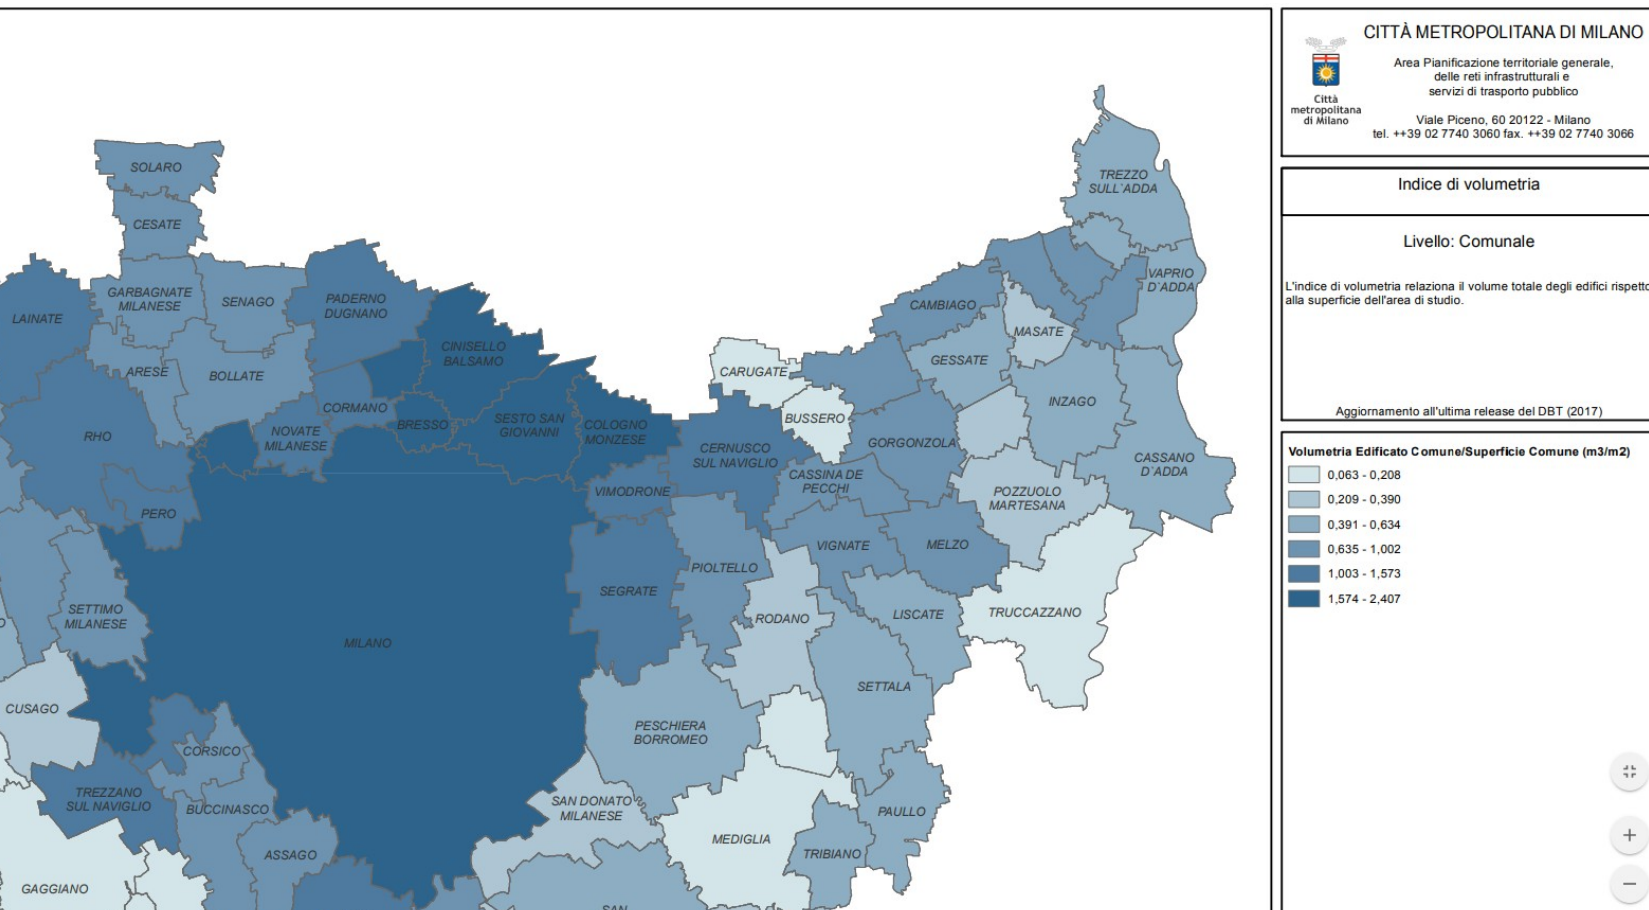 SOLARO
CESATE
GARBAGNATE
MILANESE
SENAGO
PADERNO
DUGNANO
LAINATE
ARESE
BOLLATE
CINISELLO
BALSAMO
CORMANO
BRESSO
SESTO SAN
GIOVANNI
COLOGNO
MONZESE
NOVATE
MILANESE
RHO
PERO
VIMODRONE
CERNUSCO
SUL NAVIGLIO
CARUGATE
BUSSERO
CASSINA DE
PECCHI
GORGONZOLA
CAMBIAGO
GESSATE
MASATE
INZAGO
TREZZO
SULL`ADDA
VAPRIO
D`ADDA
CASSANO
D`ADDA
POZZUOLO
MARTESANA
MELZO
VIGNATE
PIOLTELLO
SEGRATE
RODANO
LISCATE
TRUCCAZZANO
SETTALA
SETTIMO
MILANESE
MILANO
CUSAGO
CORSICO
TREZZANO
SUL NAVIGLIO
BUCCINASCO
ASSAGO
GAGGIANO
PESCHIERA
BORROMEO
SAN DONATO
MILANESE
MEDIGLIA
PAULLO
TRIBIANO
SAN
O
CITTÀ METROPOLITANA DI MILANO
Area Pianificazione territoriale generale,
delle reti infrastrutturali e
servizi di trasporto pubblico
Città
metropolitana
di Milano
Viale Piceno, 60 20122 - Milano
tel. ++39 02 7740 3060 fax. ++39 02 7740 3066
Indice di volumetria
Livello: Comunale
L'indice di volumetria relaziona il volume totale degli edifici rispetto
alla superficie dell'area di studio.
Aggiornamento all'ultima release del DBT (2017)
Volumetria Edificato Comune/Superficie Comune (m3/m2)
0,063 - 0,208
0,209 - 0,390
0,391 - 0,634
0,635 - 1,002
1,003 - 1,573
1,574 - 2,407